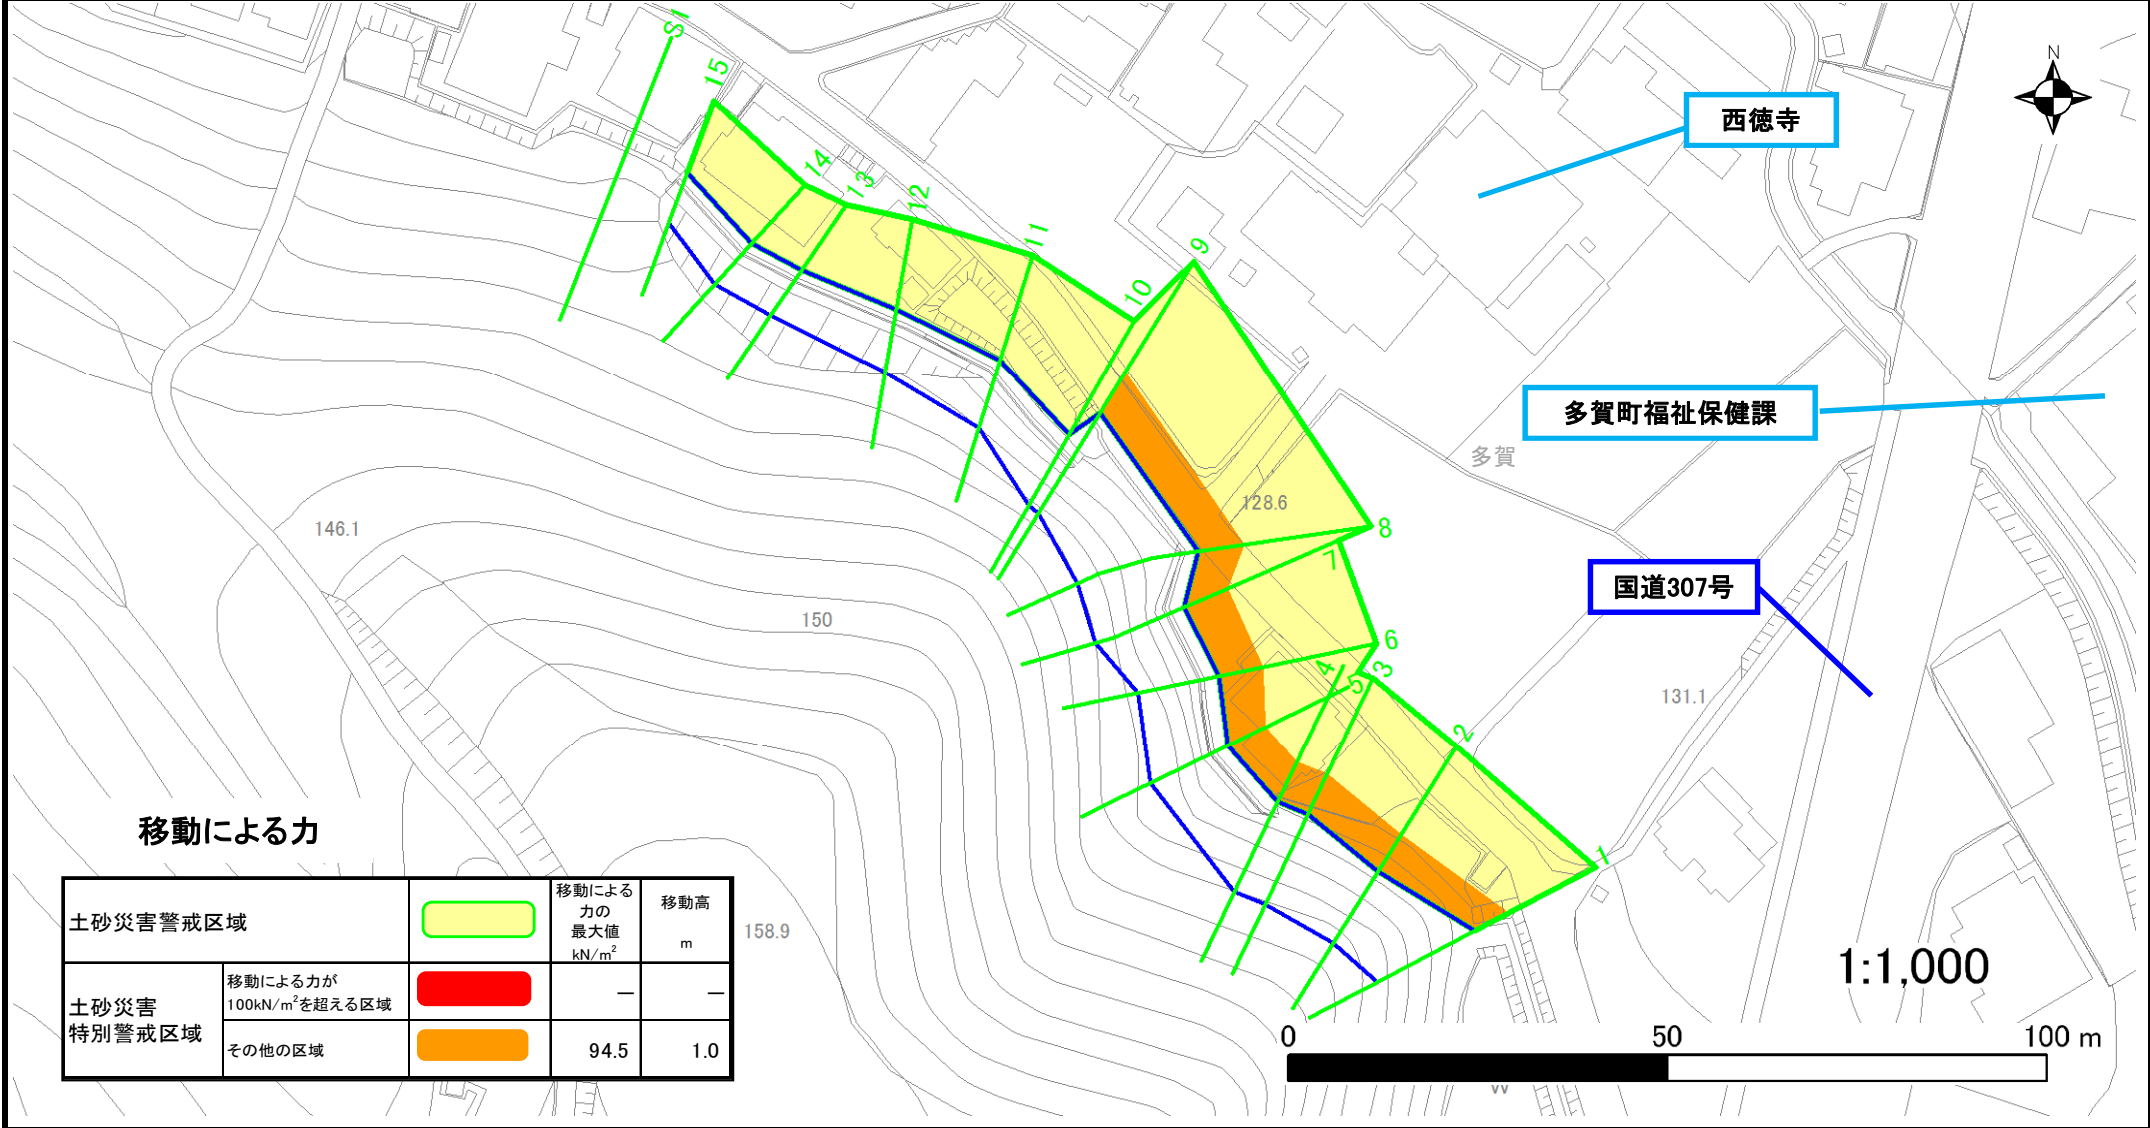 S1
15
14
13
12
11
10
9
8
7
6
5
4
3
2
1
N
西徳寺
多賀町福祉保健課
多賀
国道307号
128.6
146.1
150
131.1
158.9
移動による力
土砂災害警戒区域
移動による
力の
最大値
kN/m²
移動高
m
土砂災害
特別警戒区域
移動による力が
100kN/m²を超える区域
—
—
その他の区域
94.5
1.0
1:1,000
0
50
100 m
W